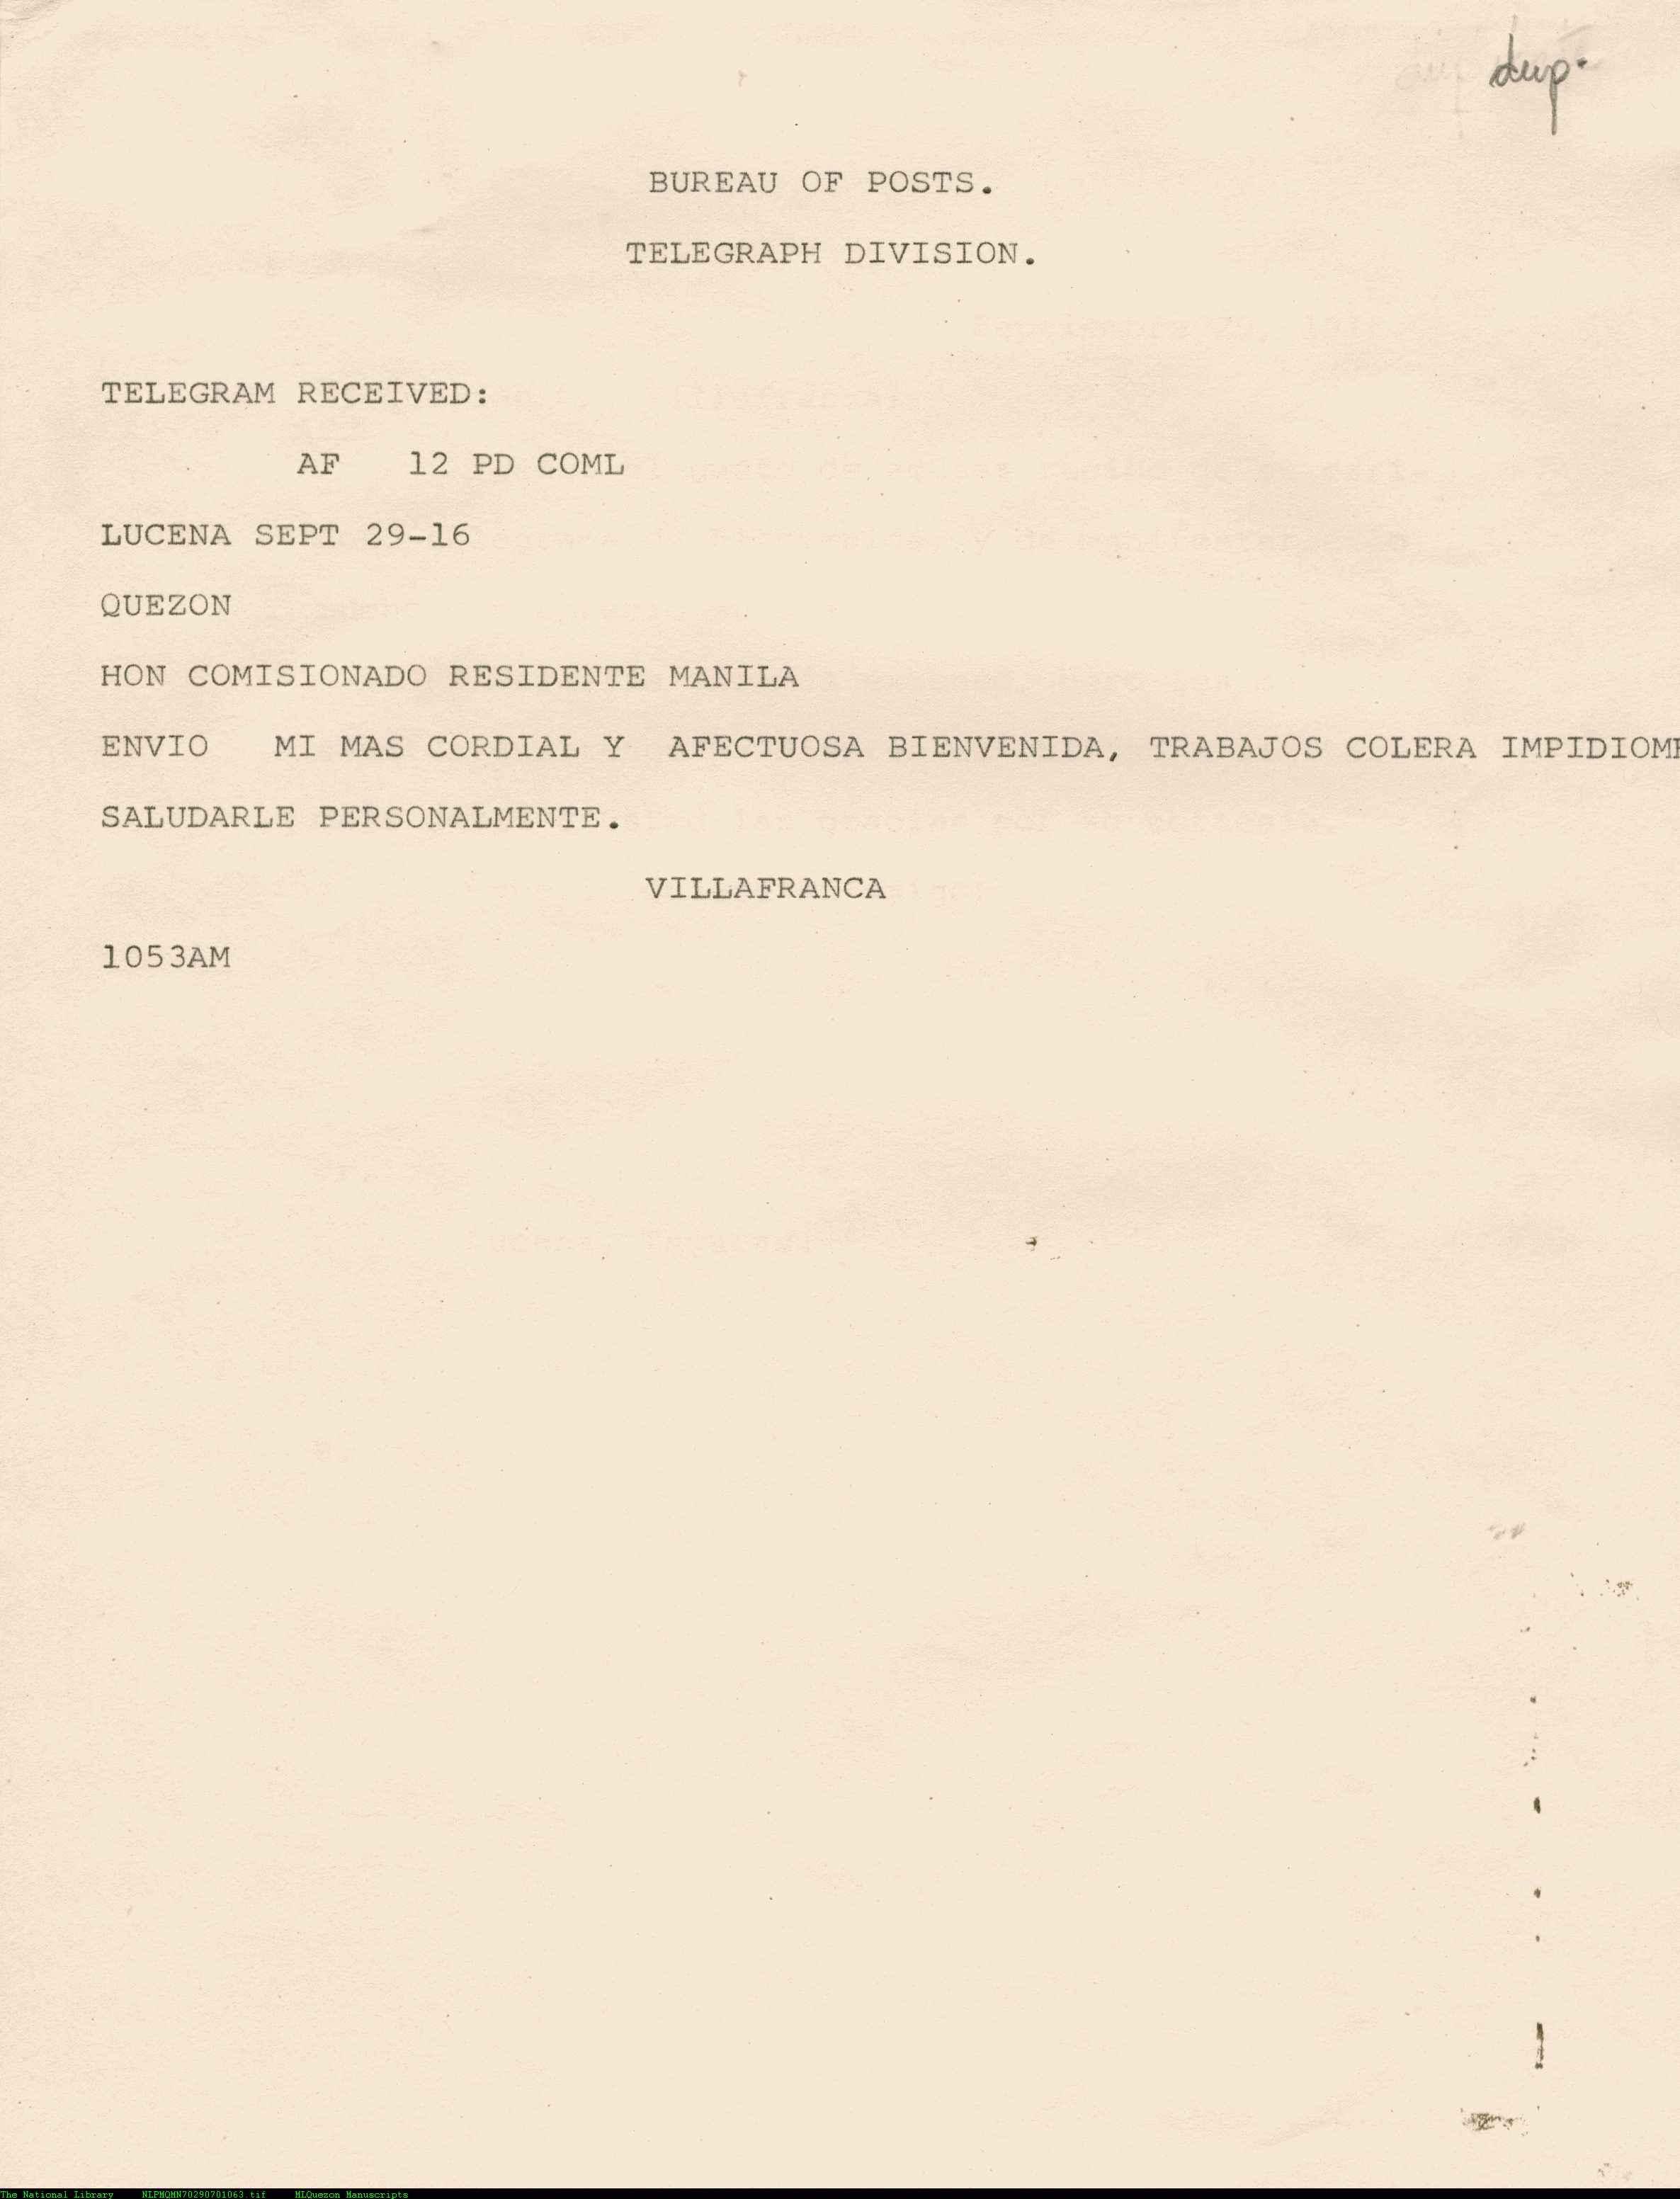 dup.
BUREAU OF POSTS.
TELEGRAPH DIVISION.
TELEGRAM RECEIVED:
AF 12 PD COML
LUCENA SEPT 29-16
QUEZON
HON COMISIONADO RESIDENTE MANILA
ENVIO MI MAS CORDIAL Y AFECTUOSA BIENVENIDA, TRABAJOS COLERA IMPIDIOME
SALUDARLE PERSONALMENTE.
VILLAFRANCA
1053AM
The National Library NLPMQMN70290701063.tif MLQuezon Manuscripts